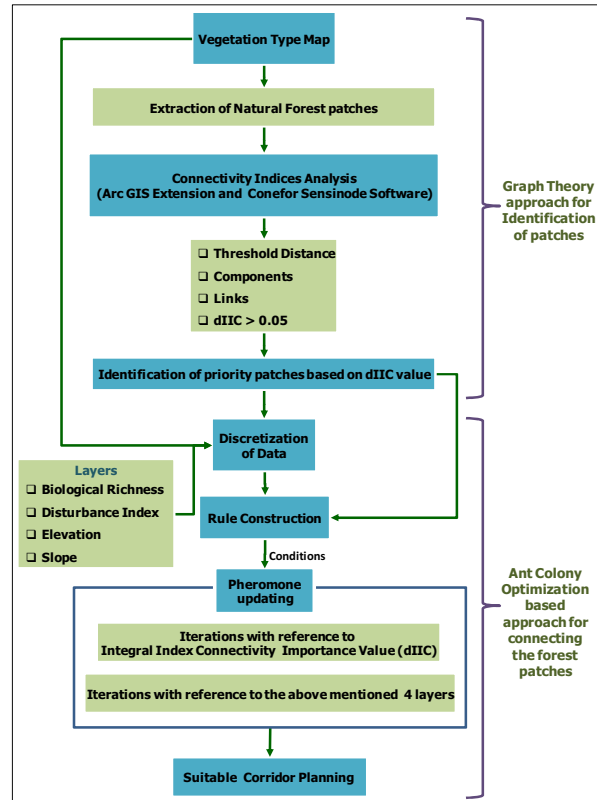 Vegetation Type Map
Extraction of Natural Forest patches
Connectivity Indices Analysis
(Arc GIS Extension and Conefor Sensinode Software)
❑ Threshold Distance
❑ Components
❑ Links
❑ dIIC > 0.05
Identification of priority patches based on dIIC value
Graph Theory
approach for
Identification
of patches
Discretization
of Data
Layers
❑ Biological Richness
❑ Disturbance Index
❑ Elevation
❑ Slope
Rule Construction
Conditions
Pheromone
updating
Iterations with reference to
Integral Index Connectivity Importance Value (dIIC)
Iterations with reference to the above mentioned 4 layers
Suitable Corridor Planning
Ant Colony
Optimization
based
approach for
connecting
the forest
patches